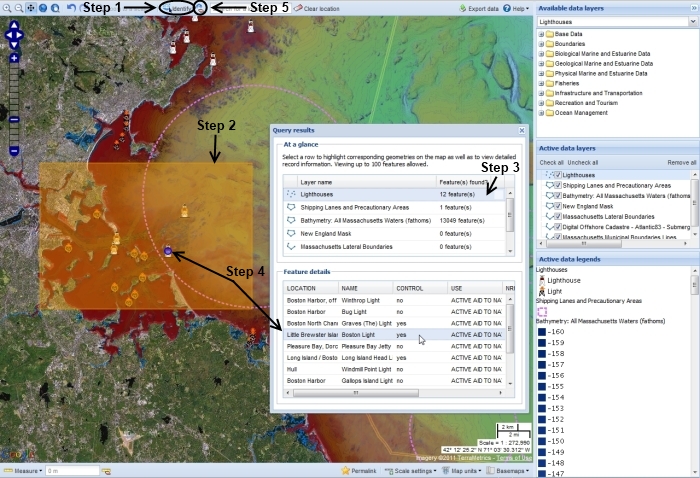 Step 1
Identify
Step 5
Clear location
Export data
Help
Step 2
Step 3
Step 4
Query results
At a glance
Select a row to highlight corresponding geometries on the map as well as to view detailed
record information. Viewing up to 100 features allowed.
Layer name Feature(s) found
Lighthouses 12 feature(s)
Shipping Lanes and Precautionary Areas 1 feature(s)
Bathymetry: All Massachusetts Waters (fathoms) 13049 feature(s)
New England Mask 0 feature(s)
Massachusetts Lateral Boundaries 0 feature(s)
Feature details
LOCATION NAME CONTROL USE NRI
Boston Harbor, off Winthrop Light no ACTIVE AID TO NA
Boston Harbor Bug Light no ACTIVE AID TO NA
Boston North Chan Graves (The) Light yes ACTIVE AID TO NA
Little Brewster Islan Boston Light yes ACTIVE AID TO NA
Pleasure Bay, Dorc Pleasure Bay Jetty no ACTIVE AID TO NA
Long Island / Bosto Long Island Head L yes ACTIVE AID TO NA
Hull Windmill Point Light no ACTIVE AID TO NA
Boston Harbor Gallops Island Light no ACTIVE AID TO NA
2 km
2 mi
Scale = 1 : 272,990
42° 12' 25.2" N 71° 03' 30.312" W
Imagery ©2011 TerraMetrics - Terms of Use
Measure 0 m
Permalink
Scale settings
Map units
Basemaps
Available data layers
Lighthouses
Base Data
Boundaries
Biological Marine and Estuarine Data
Geological Marine and Estuarine Data
Physical Marine and Estuarine Data
Fisheries
Infrastructure and Transportation
Recreation and Tourism
Ocean Management
Active data layers
Check all Uncheck all Remove all
Lighthouses
Shipping Lanes and Precautionary Areas
Bathymetry: All Massachusetts Waters (fathoms)
New England Mask
Massachusetts Lateral Boundaries
Digital Offshore Cadastre - Atlantic83 - Submerg
Massachusetts Municipal Boundaries Lines
Active data legends
Lighthouses
Lighthouse
Light
Shipping Lanes and Precautionary Areas
Bathymetry: All Massachusetts Waters (fathoms)
-160
-159
-158
-157
-156
-155
-154
-153
-152
-151
-150
-149
-148
-147